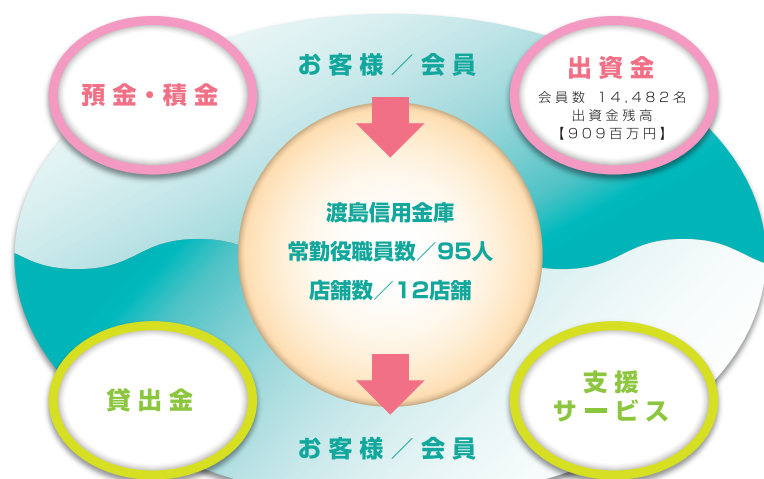 お客様／会員
預金・積金
出資金
会員数 14,482名
出資金残高
【909百万円】
渡島信用金庫
常勤役職員数／95人
店舗数／12店舗
貸出金
支援
サービス
お客様／会員